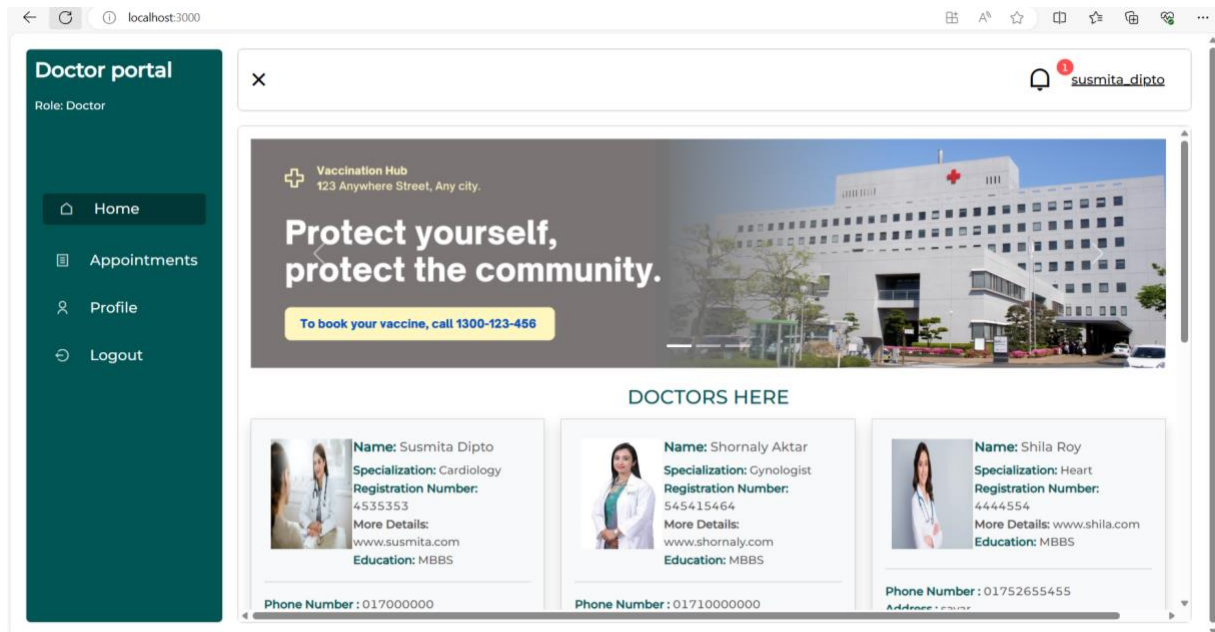 localhost:3000
Doctor portal
Role: Doctor
Home
Appointments
Profile
Logout
1
susmita_dipto
Vaccination Hub
123 Anywhere Street, Any city.
Protect yourself,
protect the community.
To book your vaccine, call 1300-123-456
DOCTORS HERE
Name: Susmita Dipto
Specialization: Cardiology
Registration Number:
4535353
More Details:
www.susmita.com
Education: MBBS
Phone Number : 017000000
Name: Shornaly Aktar
Specialization: Gynologist
Registration Number:
545415464
More Details:
www.shornaly.com
Education: MBBS
Phone Number : 01710000000
Name: Shila Roy
Specialization: Heart
Registration Number:
4444554
More Details: www.shila.com
Education: MBBS
Phone Number : 01752655455
Address : savar